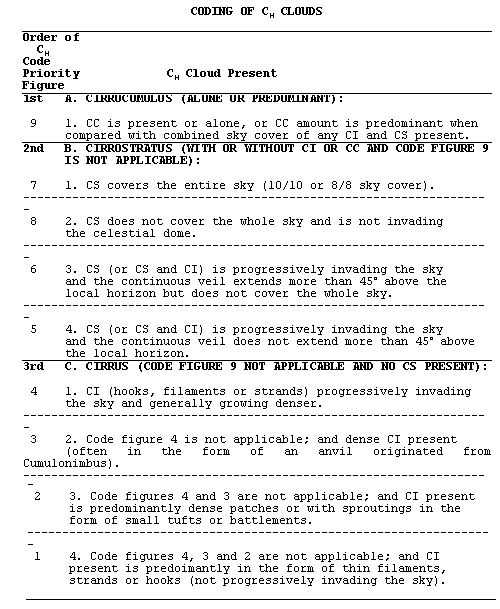 CODING OF CH CLOUDS
Order of
CH
Code
Priority CH Cloud Present
Figure
1st A. CIRRUCUMULUS (ALONE OR PREDOMINANT):
9 1. CC is present or alone, or CC amount is predominant when
compared with combined sky cover of any CI and CS present.
2nd B. CIRROSTRATUS (WITH OR WITHOUT CI OR CC AND CODE FIGURE 9
IS NOT APPLICABLE):
7 1. CS covers the entire sky (10/10 or 8/8 sky cover).
-
8 2. CS does not cover the whole sky and is not invading
the celestial dome.
-
6 3. CS (or CS and CI) is progressively invading the sky
and the continuous veil extends more than 45° above the
local horizon but does not cover the whole sky.
-
5 4. CS (or CS and CI) is progressively invading the sky
and the continuous veil does not extend more than 45° above
the local horizon.
3rd C. CIRRUS (CODE FIGURE 9 NOT APPLICABLE AND NO CS PRESENT):
4 1. CI (hooks, filaments or strands) progressively invading
the sky and generally growing denser.
-
3 2. Code figure 4 is not applicable; and dense CI present
(often in the form of an anvil originated from
Cumulonimbus).
-
2 3. Code figures 4 and 3 are not applicable; and CI present
is predominantly dense patches or with sproutings in the
form of small tufts or battlements.
-
1 4. Code figures 4, 3 and 2 are not applicable; and CI
present is predoimantly in the form of thin filaments,
strands or hooks (not progressively invading the sky).